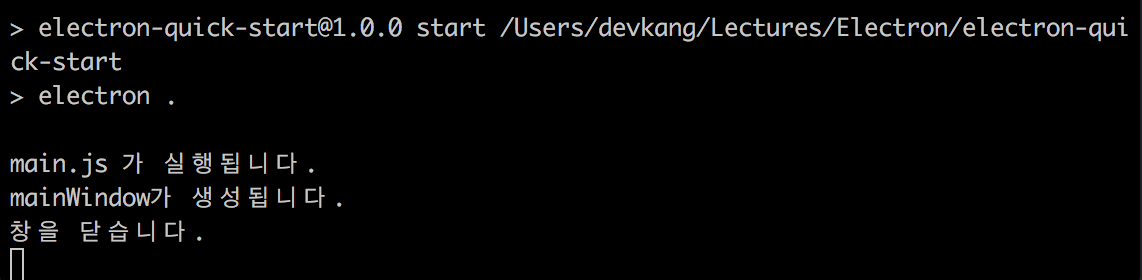 > electron-quick-start@1.0.0 start /Users/devkang/Lectures/Electron/electron-qui
ck-start
> electron .
main.js 가 실행됩니다.
mainWindow가 생성됩니다.
창을 닫습니다.